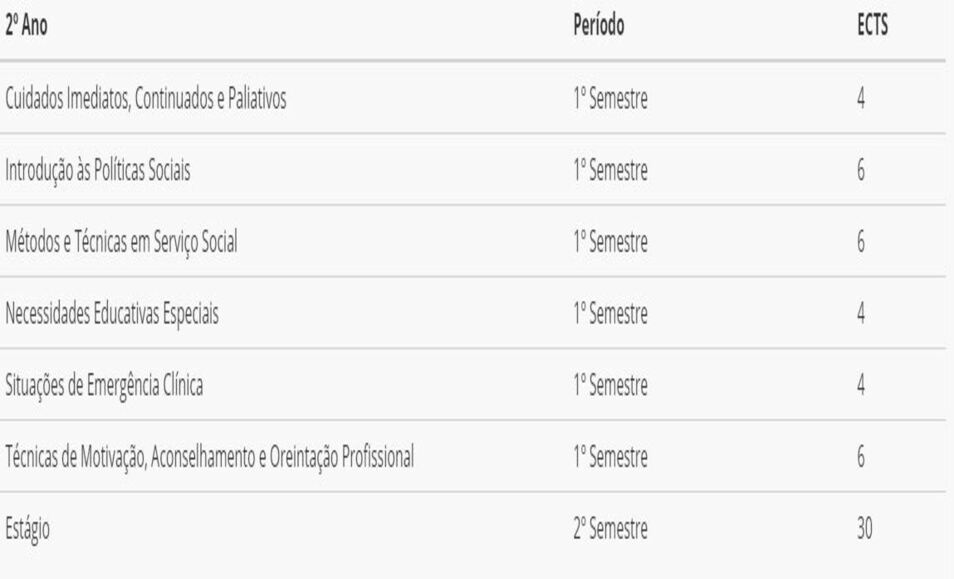 2º Ano Período ECTS
Cuidados Imediatos, Continuados e Paliativos 1º Semestre 4
Introdução às Políticas Sociais 1º Semestre 6
Métodos e Técnicas em Serviço Social 1º Semestre 6
Necessidades Educativas Especiais 1º Semestre 4
Situações de Emergência Clínica 1º Semestre 4
Técnicas de Motivação, Aconselhamento e Oreintação Profissional 1º Semestre 6
Estágio 2º Semestre 30